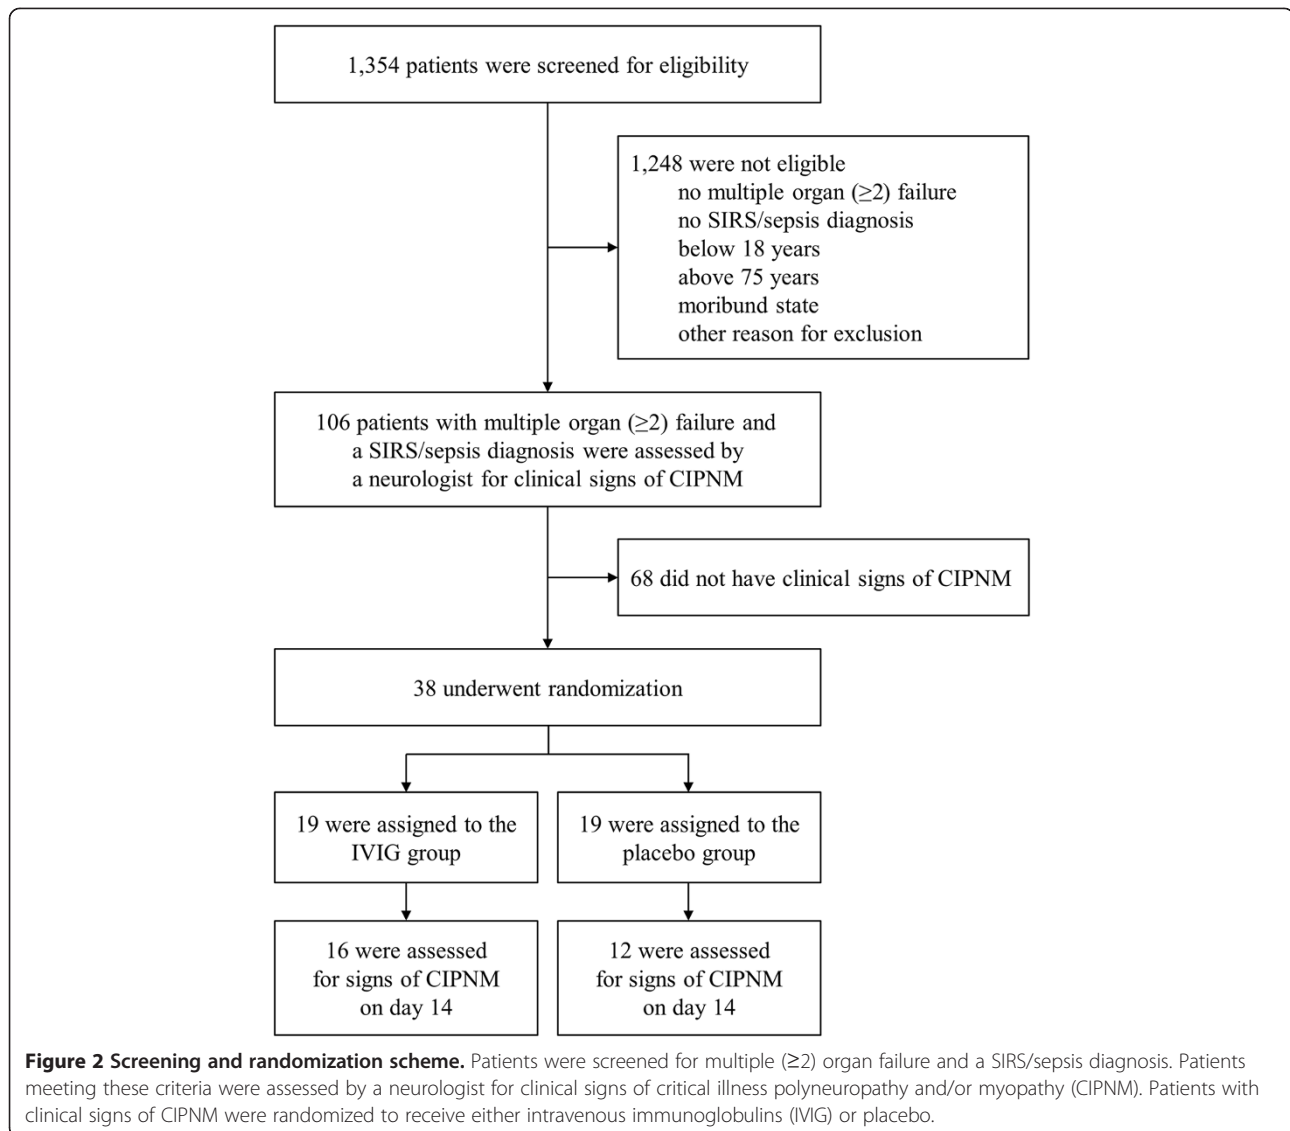 1,354 patients were screened for eligibility
1,248 were not eligible
no multiple organ (≥2) failure
no SIRS/sepsis diagnosis
below 18 years
above 75 years
moribund state
other reason for exclusion
106 patients with multiple organ (≥2) failure and
a SIRS/sepsis diagnosis were assessed by
a neurologist for clinical signs of CIPNM
68 did not have clinical signs of CIPNM
38 underwent randomization
19 were assigned to the
IVIG group
19 were assigned to the
placebo group
16 were assessed
for signs of CIPNM
on day 14
12 were assessed
for signs of CIPNM
on day 14
Figure 2 Screening and randomization scheme. Patients were screened for multiple (≥2) organ failure and a SIRS/sepsis diagnosis. Patients
meeting these criteria were assessed by a neurologist for clinical signs of critical illness polyneuropathy and/or myopathy (CIPNM). Patients with
clinical signs of CIPNM were randomized to receive either intravenous immunoglobulins (IVIG) or placebo.